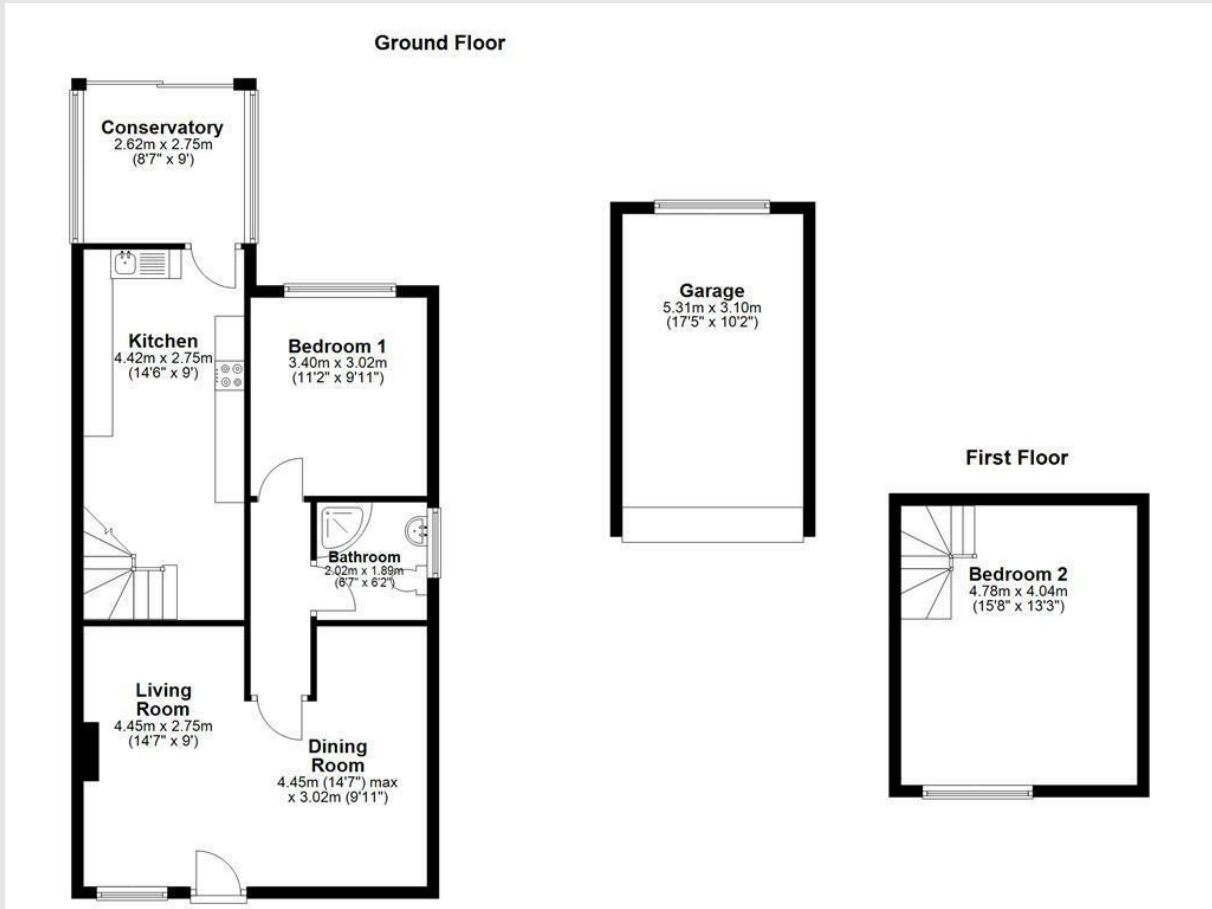 Ground Floor
Conservatory
2.62m x 2.75m
(8'7" x 9')
Kitchen
4.42m x 2.75m
(14'6" x 9')
Bedroom 1
3.40m x 3.02m
(11'2" x 9'11")
Bathroom
2.02m x 1.89m
(6'7" x 6'2")
Living
Room
4.45m x 2.75m
(14'7" x 9')
Dining
Room
4.45m (14'7") max
x 3.02m (9'11")
Garage
5.31m x 3.10m
(17'5" x 10'2")
First Floor
Bedroom 2
4.78m x 4.04m
(15'8" x 13'3")